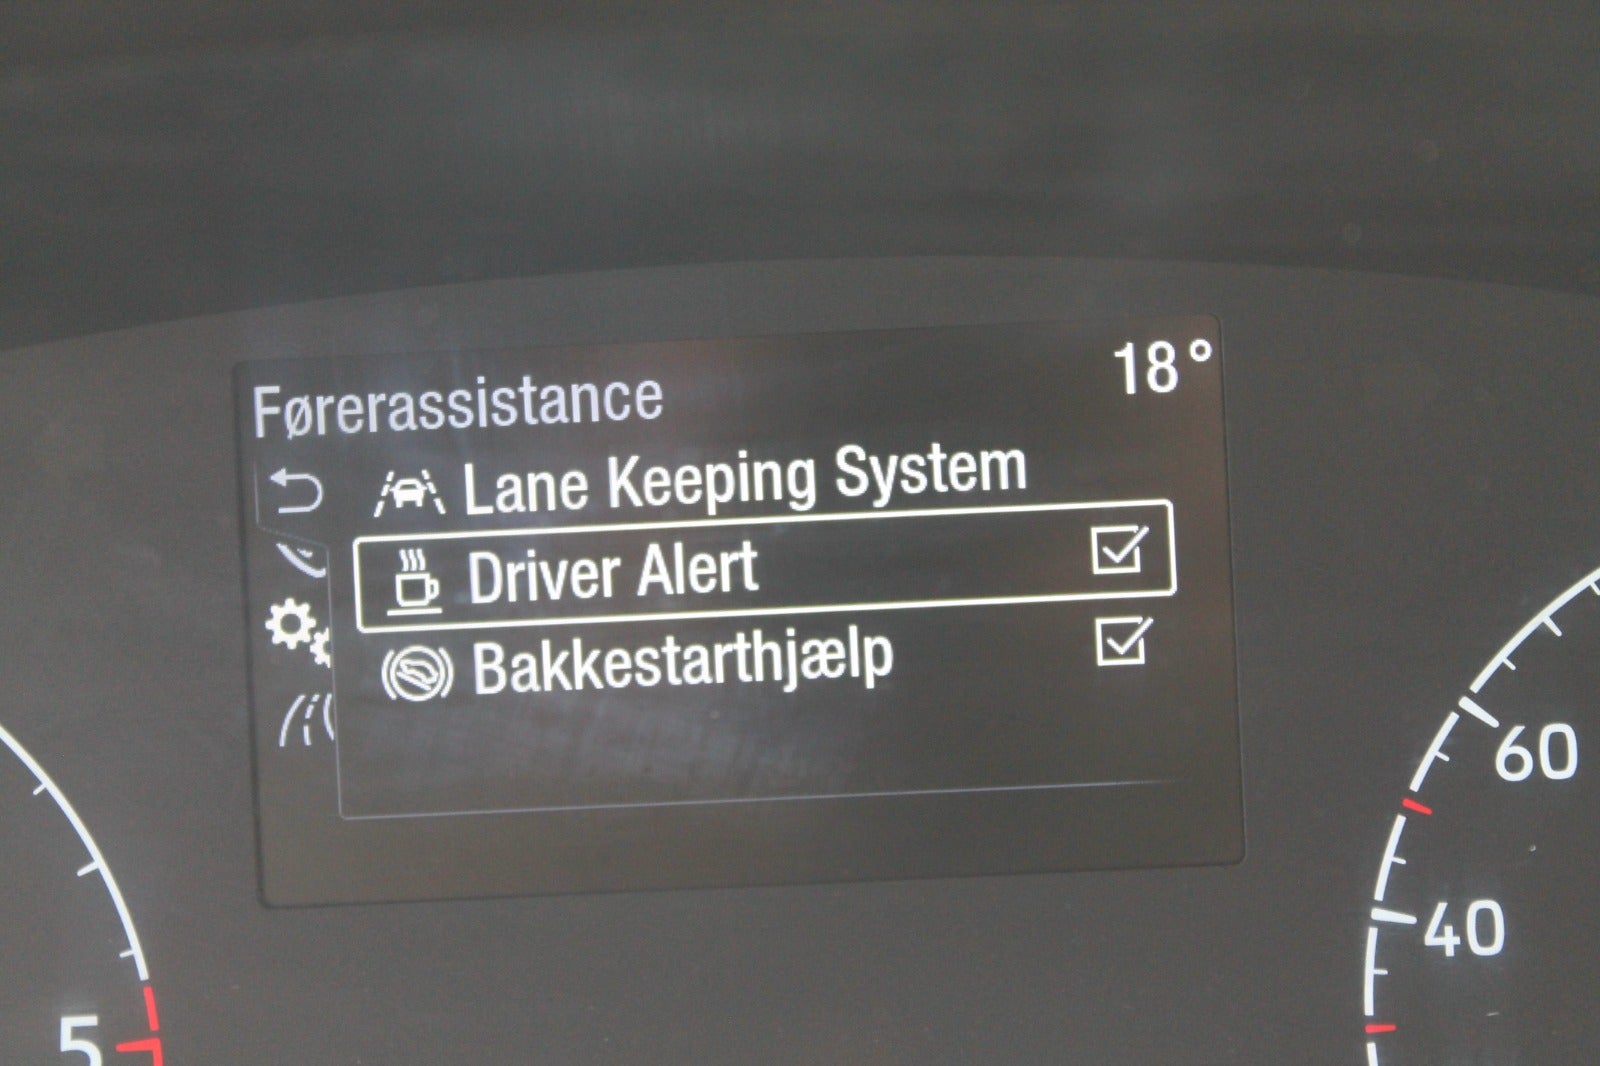 18°
Førerassistance
Lane Keeping System
Driver Alert
Bakkestarthjælp
60
40
5